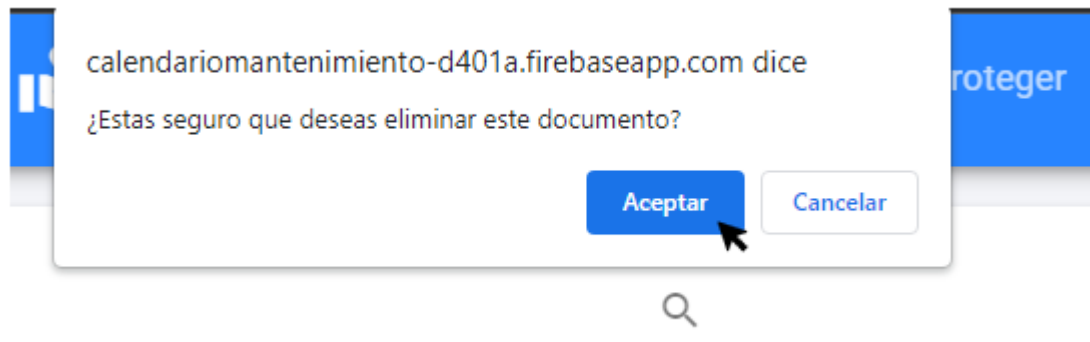 calendariomantenimiento-d401a.firebaseapp.com dice
roteger
¿Estas seguro que deseas eliminar este documento?
Aceptar
Cancelar